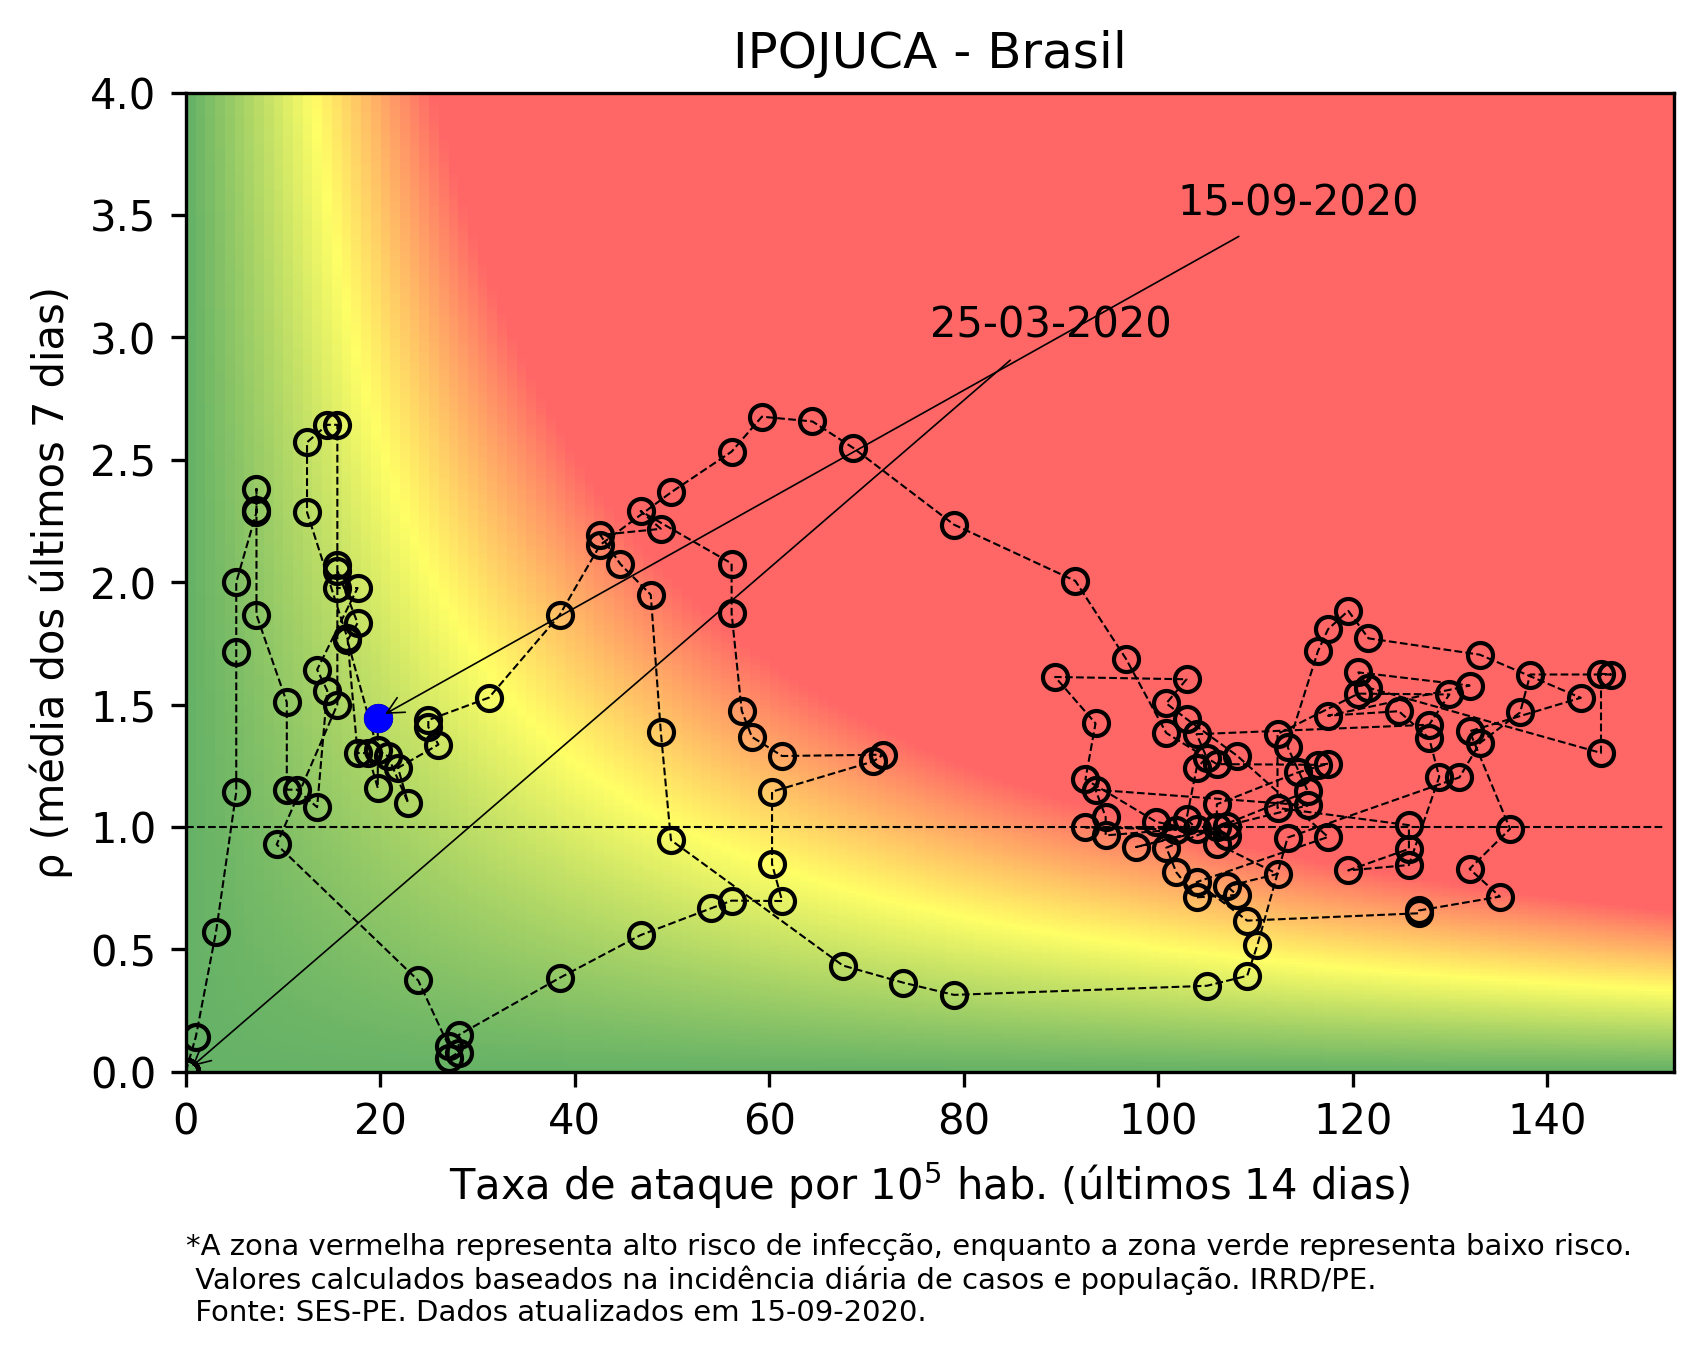 IPOJUCA - Brasil
4.0
3.5
3.0
2.5
2.0
1.5
1.0
0.5
0.0
ρ (média dos últimos 7 dias)
15-09-2020
25-03-2020
0 20 40 60 80 100 120 140
Taxa de ataque por 10⁵ hab. (últimos 14 dias)
*A zona vermelha representa alto risco de infecção, enquanto a zona verde representa baixo risco.
Valores calculados baseados na incidência diária de casos e população. IRRD/PE.
Fonte: SES-PE. Dados atualizados em 15-09-2020.